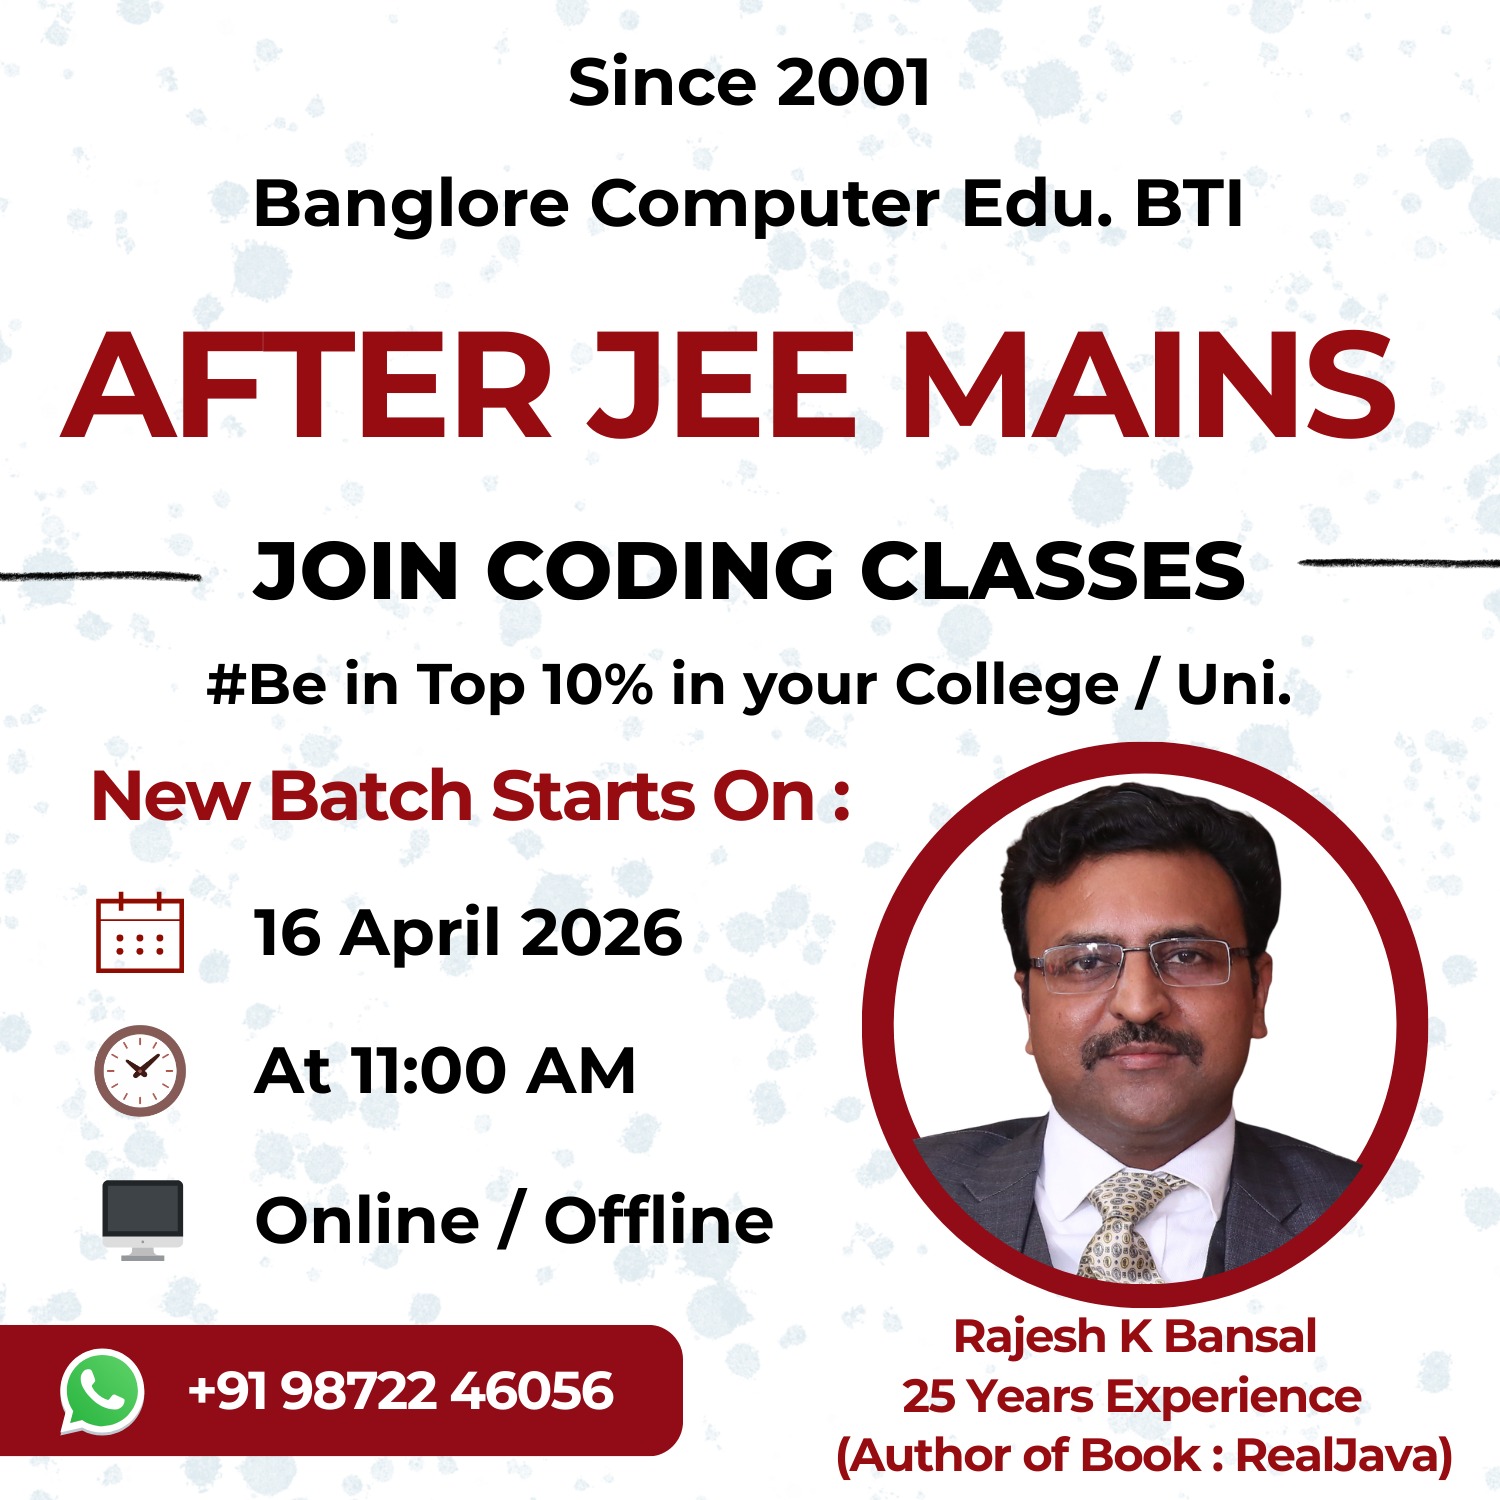 Since 2001
Banglore Computer Edu. BTI
AFTER JEE MAINS
JOIN CODING CLASSES
#Be in Top 10% in your College / Uni.
New Batch Starts On :
16 April 2026
At 11:00 AM
Online / Offline
+91 98722 46056
Rajesh K Bansal
25 Years Experience
(Author of Book : RealJava)